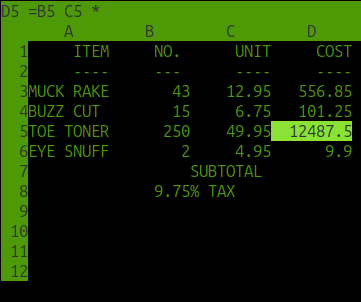 D5 =B5 C5 *
A B C D
1 ITEM NO. UNIT COST
2 ---- --- ---- ----
3 MUCK RAKE 43 12.95 556.85
4 BUZZ CUT 15 6.75 101.25
5 TOE TONER 250 49.95 12487.5
6 EYE SNUFF 2 4.95 9.9
7 SUBTOTAL
8 9.75% TAX
9
10
11
12